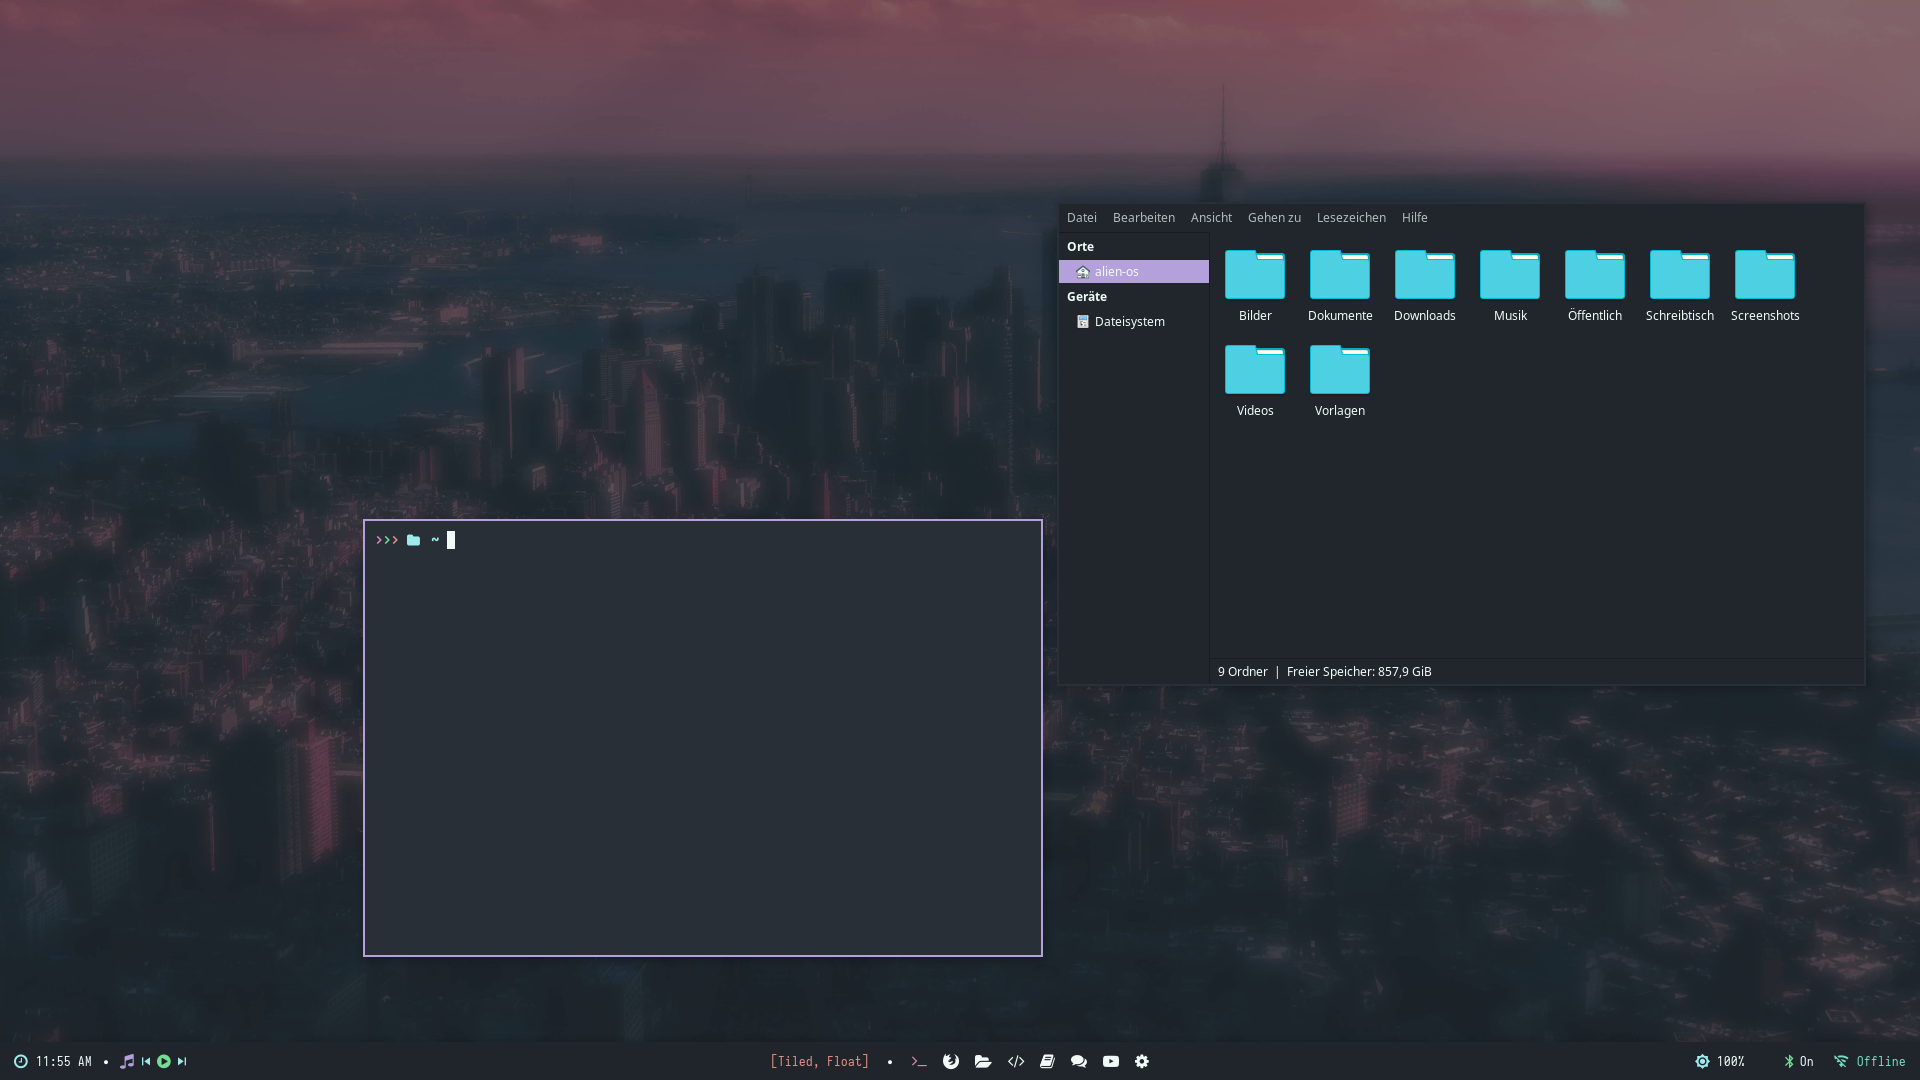 Datei Bearbeiten Ansicht Gehen zu Lesezeichen Hilfe
Orte
alien-os
Geräte
Dateisystem
Bilder Dokumente Downloads Musik Öffentlich Schreibtisch Screenshots
Videos Vorlagen
9 Ordner | Freier Speicher: 857,9 GiB
>>> ~
11:55 AM • [Tiled, Float] • 100% On Offline